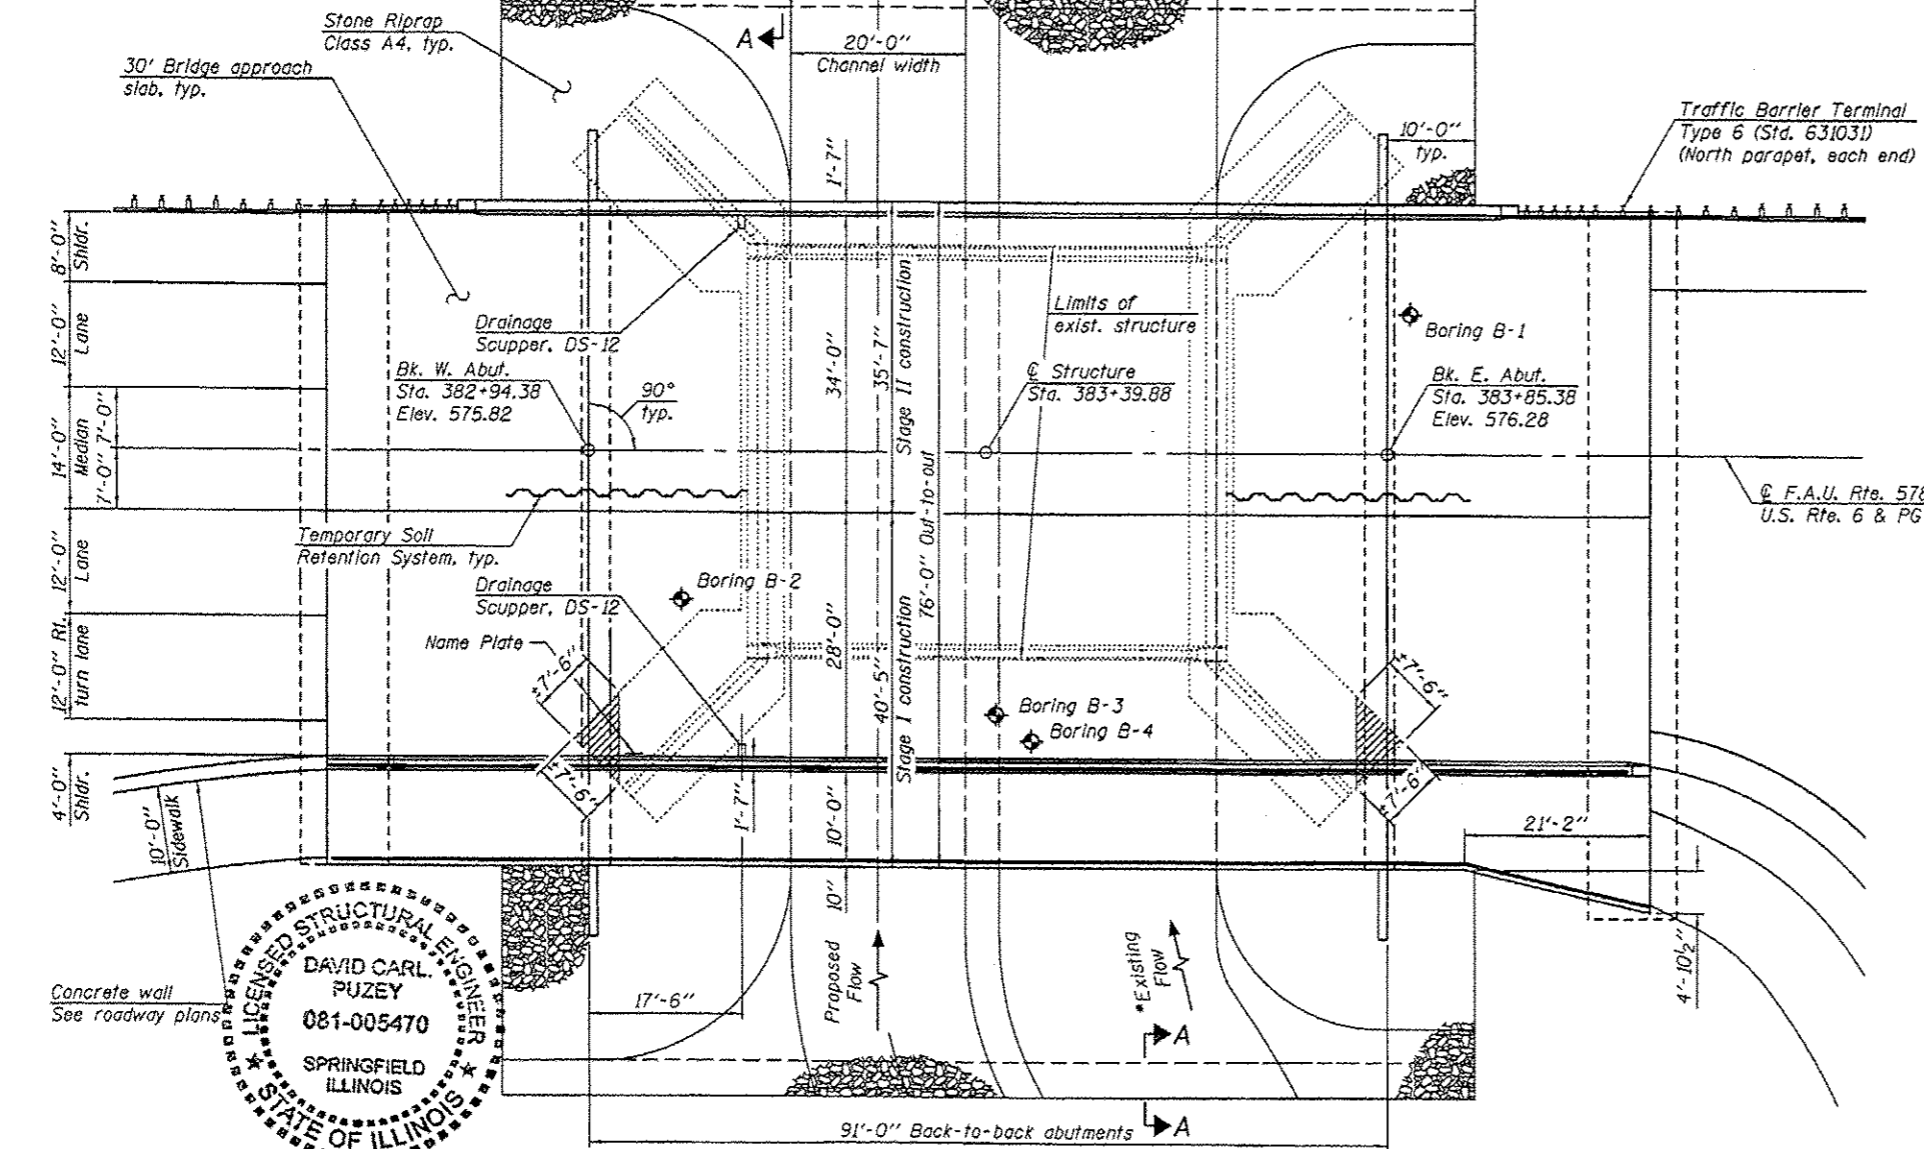 Stone Riprap
Class A4, typ.
30' Bridge approach
slab, typ.
A
20'-0"
Channel width
10'-0"
typ.
Traffic Barrier Terminal
Type 6 (Std. 631031)
(North parapet, each end)
1'-7"
8'-0"
Shldr.
12'-0"
Lane
14'-0"
Median
7'-0"
7'-0"
12'-0"
Lane
12'-0" Rt.
turn lane
4'-0"
Shldr.
Drainage
Scupper, DS-12
Bk. W. Abut.
Sta. 382+94.38
Elev. 575.82
90°
typ.
34'-0"
35'-7"
Stage II construction
Limits of
exist. structure
℄ Structure
Sta. 383+39.88
Boring B-1
Bk. E. Abut.
Sta. 383+85.38
Elev. 576.28
℄ F.A.U. Rte. 578
U.S. Rte. 6 & PG
Temporary Soil
Retention System, typ.
Drainage
Scupper, DS-12
Boring B-2
Name Plate
76'-0" Out-to-out
28'-0"
40'-5"
Stage I construction
Boring B-3
Boring B-4
±7'-6"
±7'-6"
±7'-6"
±7'-6"
1'-7"
10'-0"
10"
10'-0"
Sidewalk
21'-2"
4'-10½"
Concrete wall
See roadway plans
17'-6"
Proposed
Flow
*Existing
Flow
A
A
91'-0" Back-to-back abutments
LICENSED STRUCTURAL ENGINEER
DAVID CARL.
PUZEY
081-005470
SPRINGFIELD
ILLINOIS
STATE OF ILLINOIS